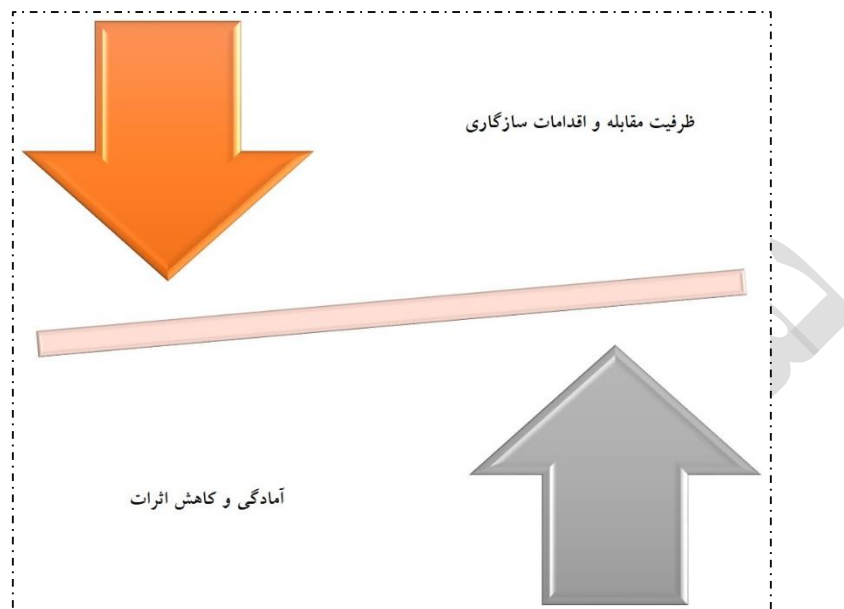 ظرفیت مقابله و اقدامات سازگاری
آمادگی و کاهش اثرات